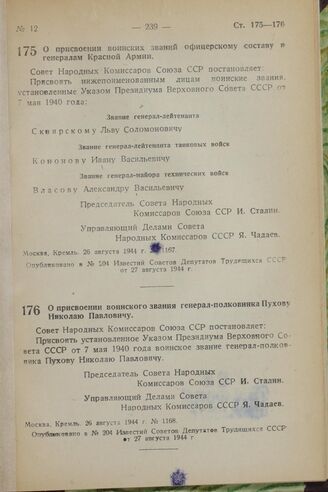 № 12 — 239 — Ст. 175—176
175 О присвоении воинских званий офицерскому составу и
генералам Красной Армии.
Совет Народных Комиссаров Союза ССР постановляет:
Присвоить нижепоименованным лицам воинские звания,
установленные Указом Президиума Верховного Совета СССР от
7 мая 1940 года:
Звание генерал-лейтенанта
Сквирскому Льву Соломоновичу
Звание генерал-лейтенанта танковых войск
Кононову Ивану Васильевичу
Звание генерал-майора технических войск
Власову Александру Васильевичу
Председатель Совета Народных
Комиссаров Союза ССР И. Сталин.
Управляющий Делами Совета
Народных Комиссаров СССР Я. Чадаев.
Москва, Кремль. 26 августа 1944 г. 1167.
Опубликовано в № 204 Известий Советов Депутатов Трудящихся СССР
от 27 августа 1944 г.
176 О присвоении воинского звания генерал-полковника Пухову
Николаю Павловичу.
Совет Народных Комиссаров Союза ССР постановляет:
Присвоить установленное Указом Президиума Верховного Со-
вета СССР от 7 мая 1940 года воинское звание генерал-полков-
ника Пухову Николаю Павловичу.
Председатель Совета Народных
Комиссаров Союза ССР И. Сталин.
Управляющий Делами Совета
Народных Комиссаров СССР Я. Чадаев.
Москва, Кремль. 26 августа 1944 г. № 1168.
Опубликовано в № 204 Известий Советов Депутатов Трудящихся СССР
от 27 августа 1944 г.